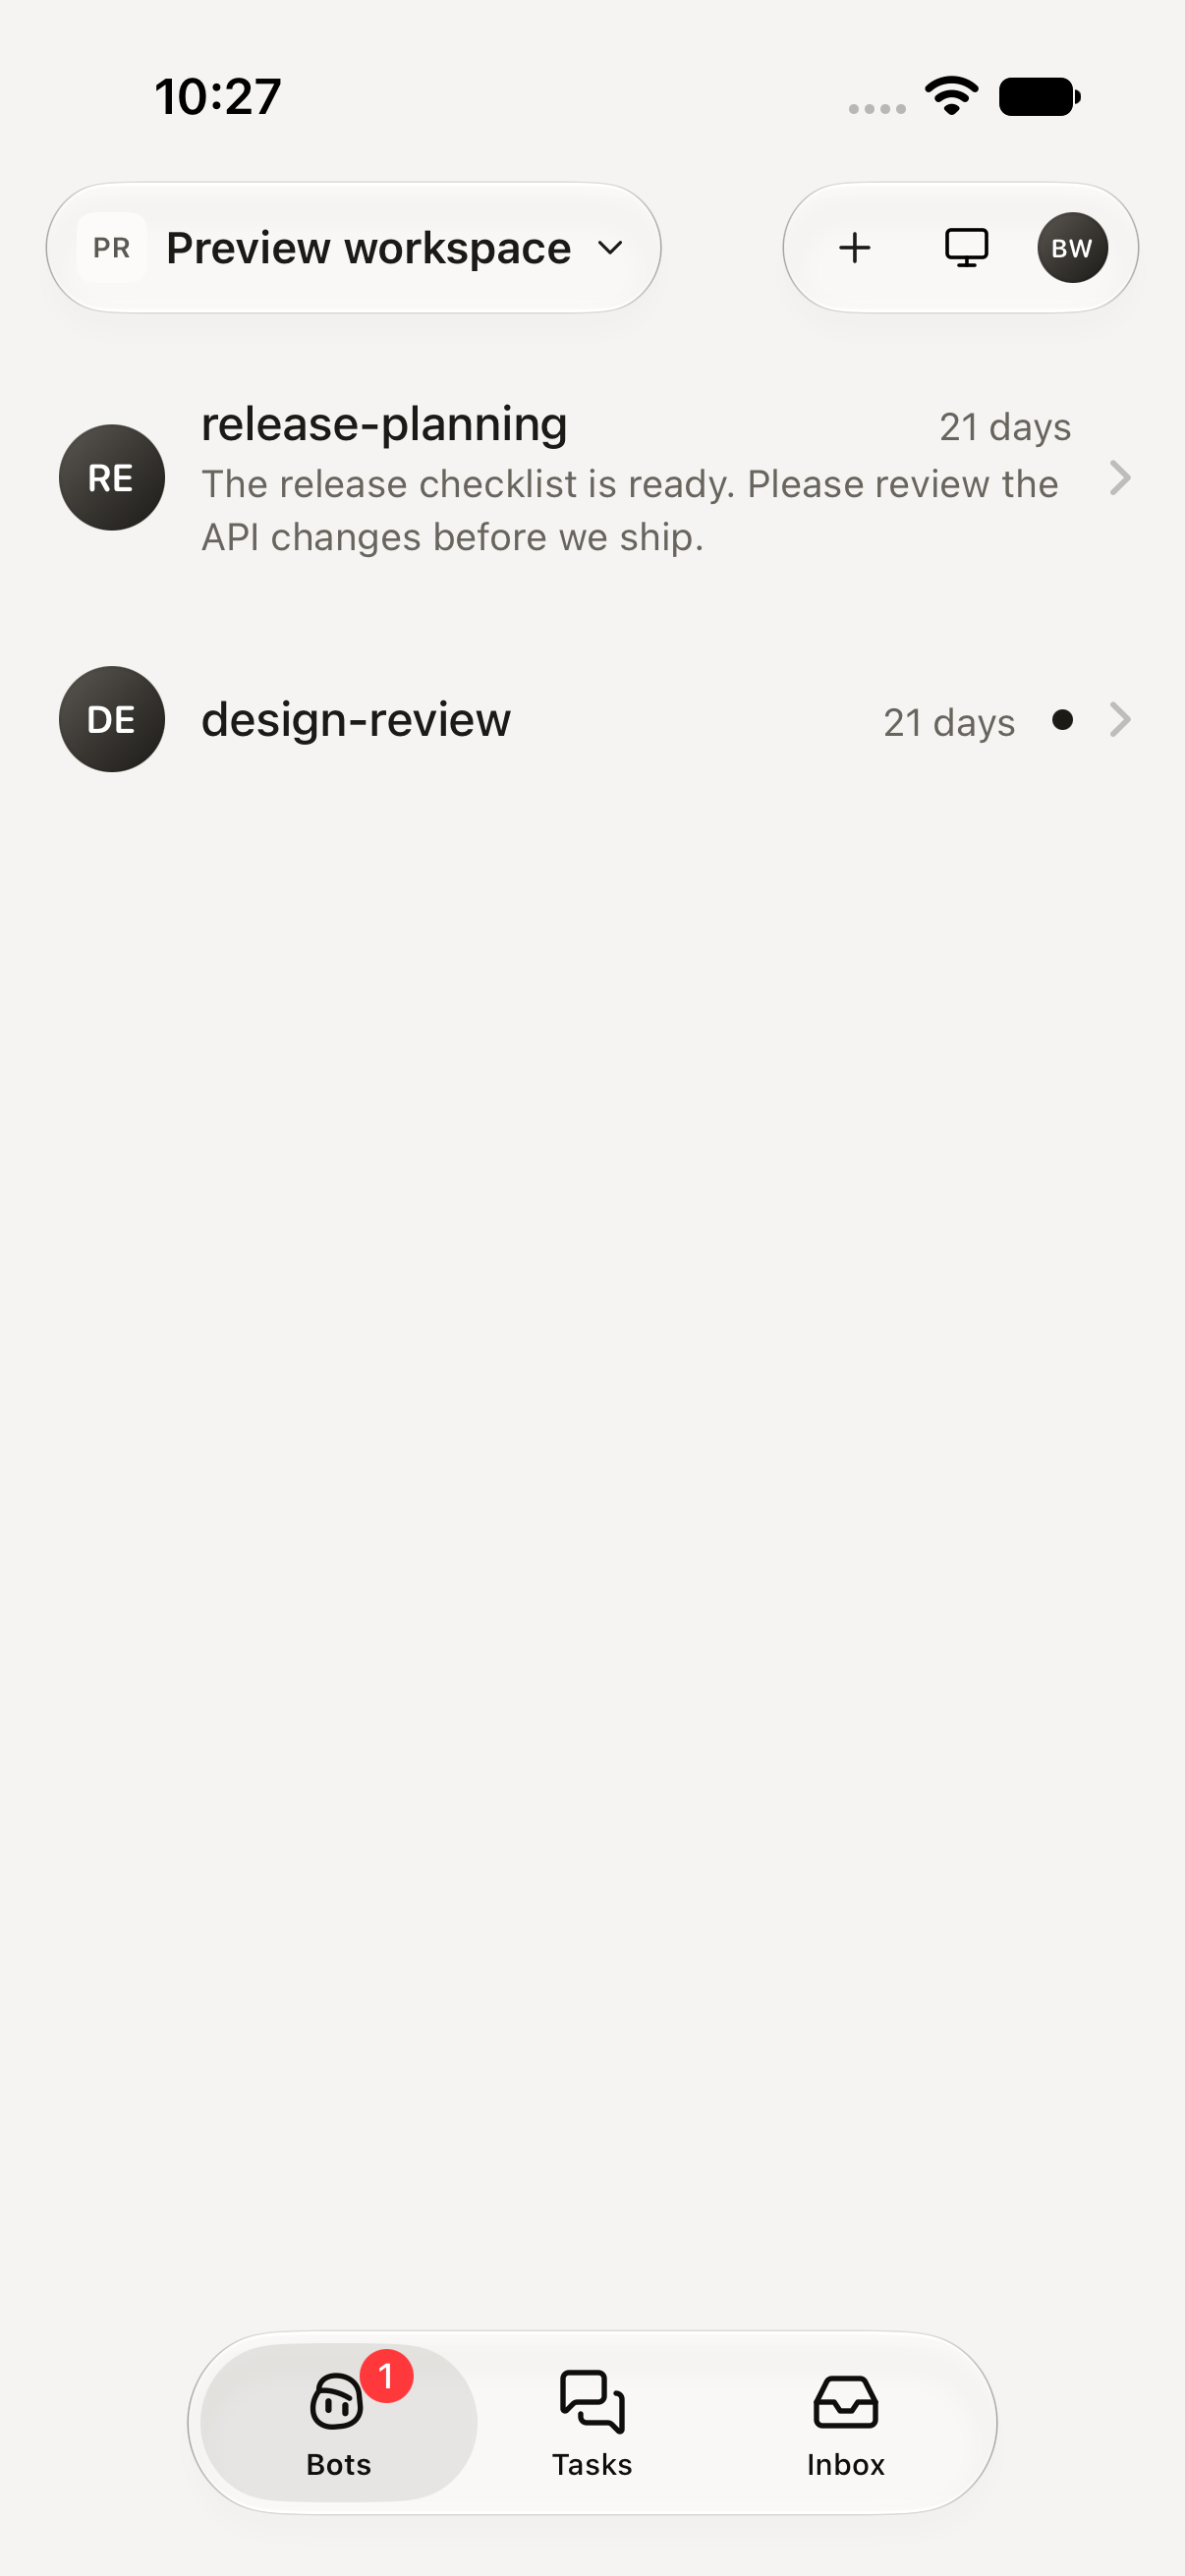 10:27
PR Preview workspace
BW
RE
release-planning 21 days
The release checklist is ready. Please review the
API changes before we ship.
DE design-review 21 days
1
Bots Tasks Inbox